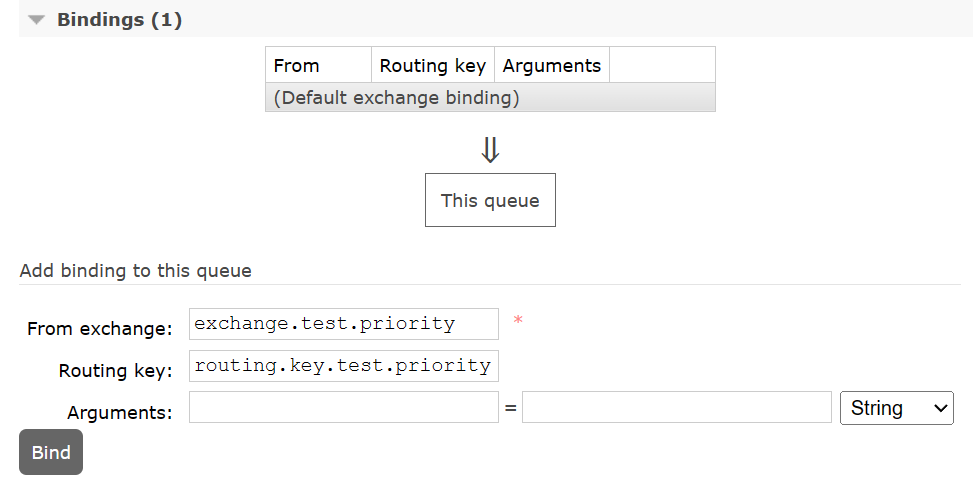 Bindings (1)
From Routing key Arguments
(Default exchange binding)
⇓
This queue
Add binding to this queue
From exchange: exchange.test.priority *
Routing key: routing.key.test.priority
Arguments: = String
Bind